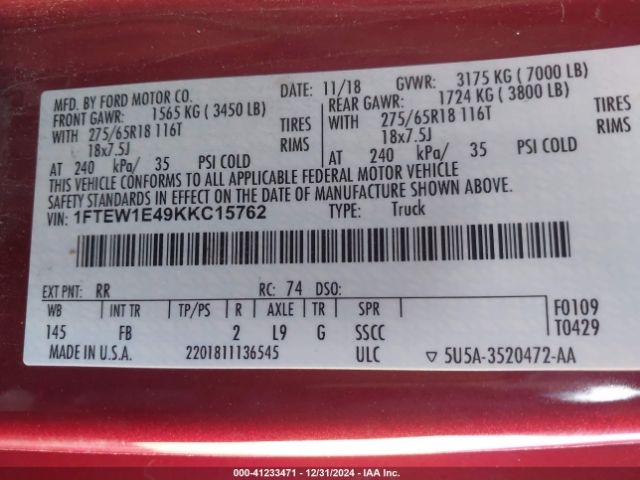 MFD. BY FORD MOTOR CO. DATE: 11/18 GVWR: 3175 KG ( 7000 LB)
FRONT GAWR: 1565 KG ( 3450 LB) REAR GAWR: 1724 KG ( 3800 LB)
WITH 275/65R18 116T TIRES WITH 275/65R18 116T TIRES
18x7.5J RIMS 18x7.5J RIMS
AT 240 kPa/ 35 PSI COLD AT 240 kPa/ 35 PSI COLD
THIS VEHICLE CONFORMS TO ALL APPLICABLE FEDERAL MOTOR VEHICLE
SAFETY STANDARDS IN EFFECT ON THE DATE OF MANUFACTURE SHOWN ABOVE.
VIN: 1FTEW1E49KKC15762 TYPE: Truck
EXT PNT: RR RC: 74 DSO:
WB INT TR TP/PS R AXLE TR SPR F0109
145 FB 2 L9 G SSCC T0429
MADE IN U.S.A. 2201811136545 ULC ▽ 5U5A-3520472-AA
000-41233471 - 12/31/2024 - IAAI.com